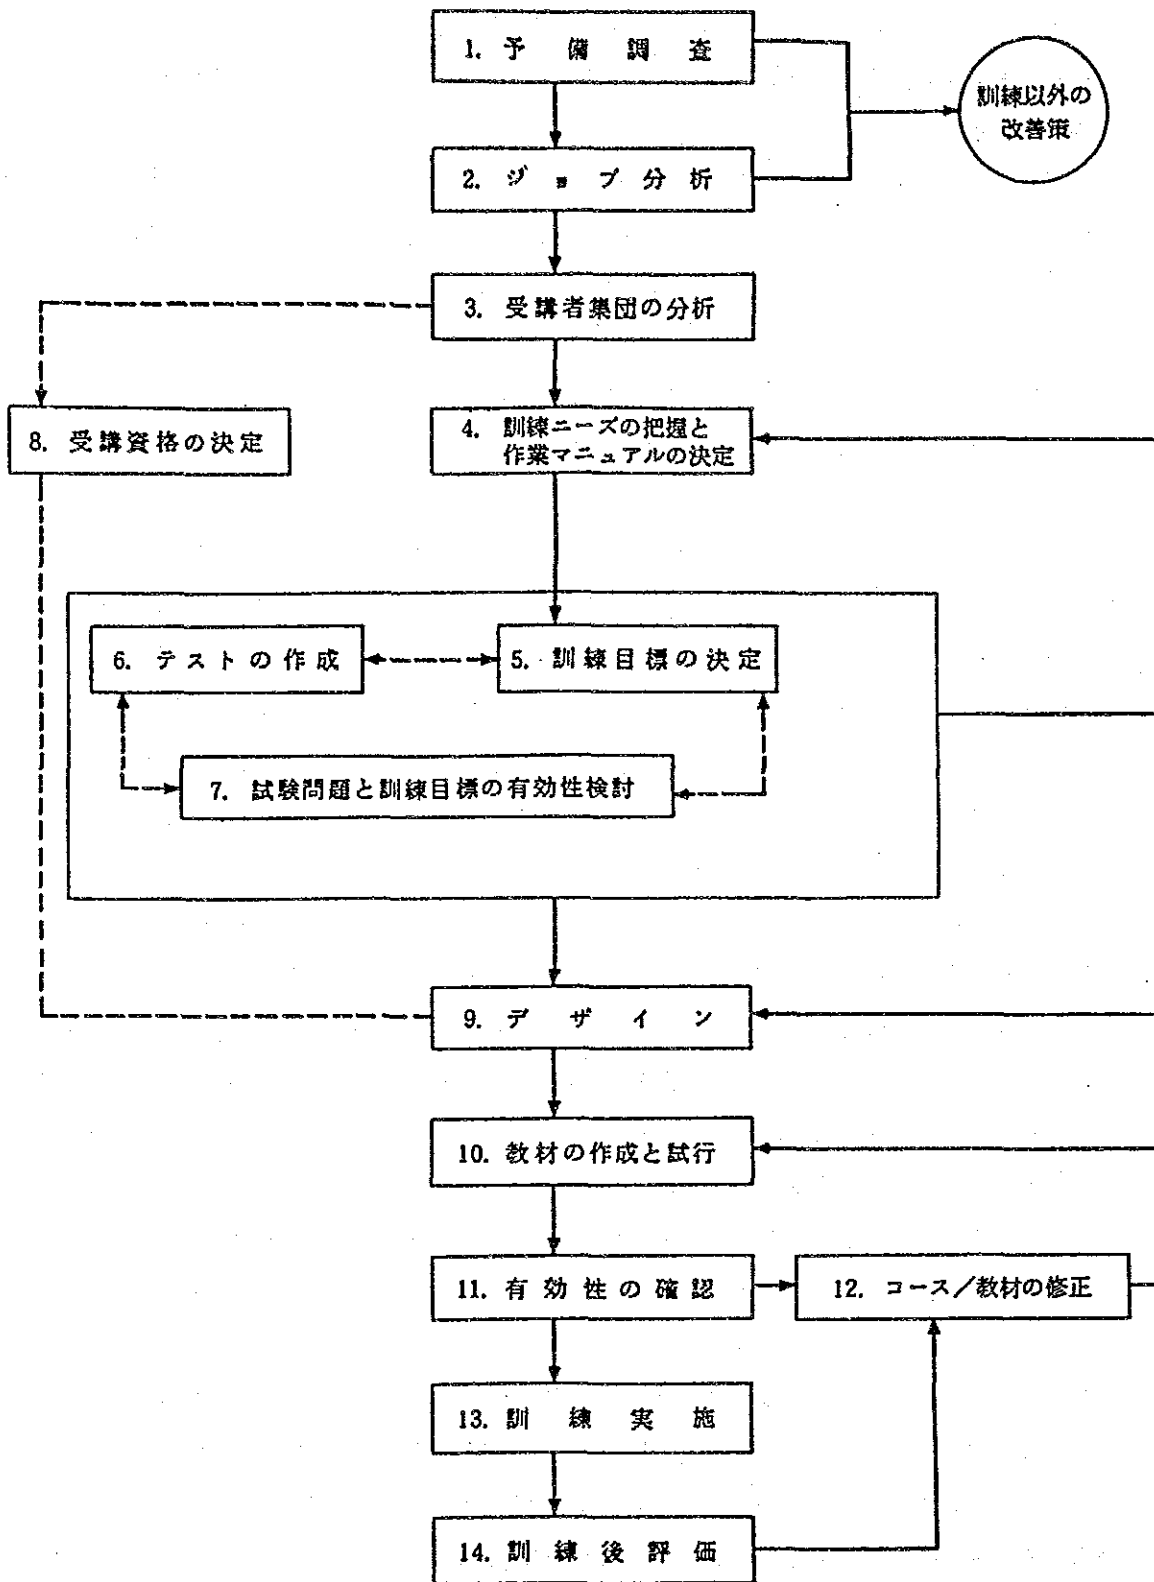 1. 予備調査
訓練以外の
改善策
2. ジョブ分析
3. 受講者集団の分析
8. 受講資格の決定
4. 訓練ニーズの把握と
作業マニュアルの決定
6. テストの作成
5. 訓練目標の決定
7. 試験問題と訓練目標の有効性検討
9. デザイン
10. 教材の作成と試行
11. 有効性の確認
12. コース/教材の修正
13. 訓練実施
14. 訓練後評価